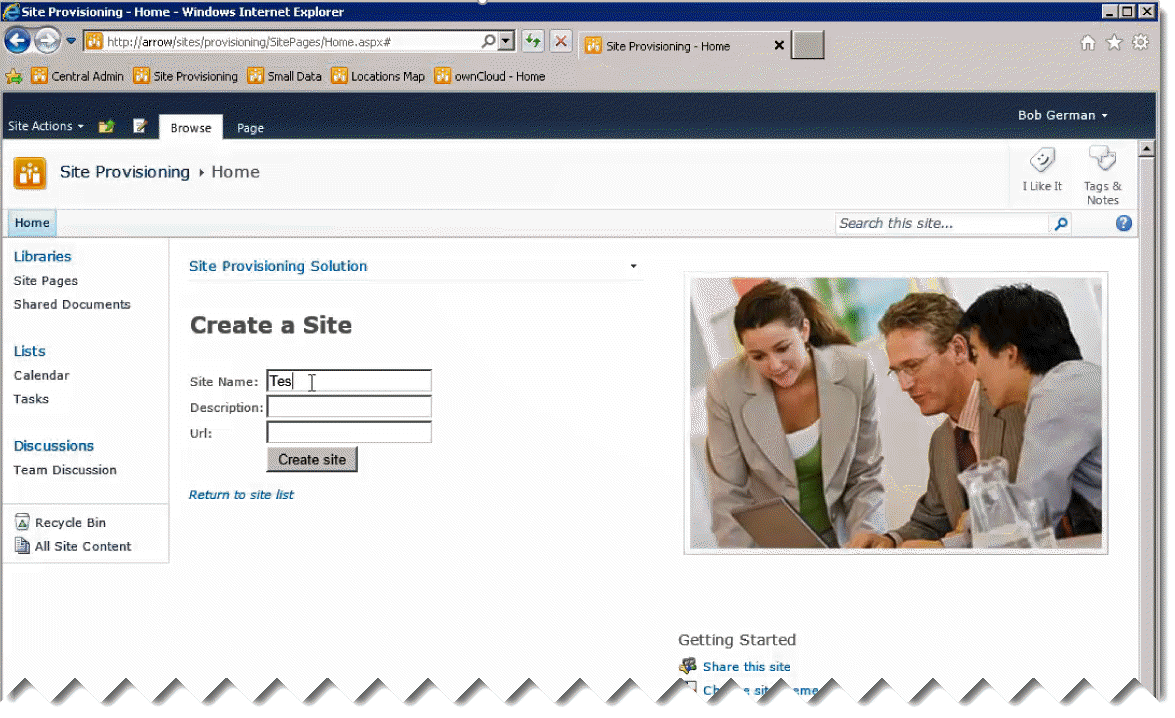 Site Provisioning - Home - Windows Internet Explorer
http://arrow/sites/provisioning/SitePages/Home.aspx#
Site Provisioning - Home
Central Admin Site Provisioning Small Data Locations Map ownCloud - Home
Bob German
Site Actions Browse Page
Site Provisioning Home
I Like It
Tags &
Notes
Home
Search this site...
Libraries
Site Pages
Shared Documents
Lists
Calendar
Tasks
Discussions
Team Discussion
Recycle Bin
All Site Content
Site Provisioning Solution
Create a Site
Site Name: Tes
Description:
Url:
Create site
Return to site list
Getting Started
Share this site